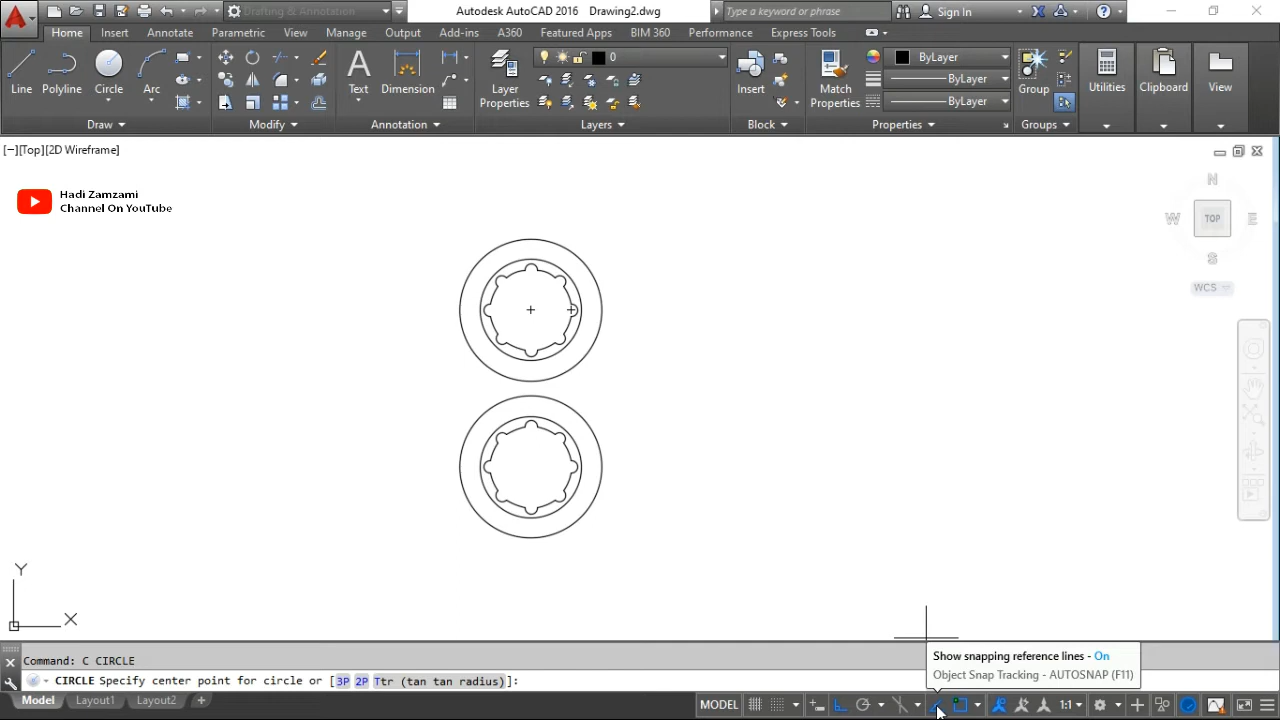 Drawing & Annotation
Autodesk AutoCAD 2016 Drawing2.dwg
Type a keyword or phrase
Sign In
Home Insert Annotate Parametric View Manage Output Add-ins A360 Featured Apps BIM 360 Performance Express Tools
0
ByLayer
ByLayer
ByLayer
Line Polyline Circle Arc
Text Dimension
Layer Properties
Insert
Match Properties
Group
Utilities
Clipboard
View
Draw Modify Annotation Layers Block Properties Groups
[−][Top][2D Wireframe]
Hadi Zamzami
Channel On YouTube
N
W TOP E
S
WCS
Y
X
Command: C CIRCLE
CIRCLE Specify center point for circle or [3P 2P Ttr (tan tan radius)]:
Show snapping reference lines - On
Object Snap Tracking - AUTOSNAP (F11)
Model Layout1 Layout2 +
MODEL
1:1